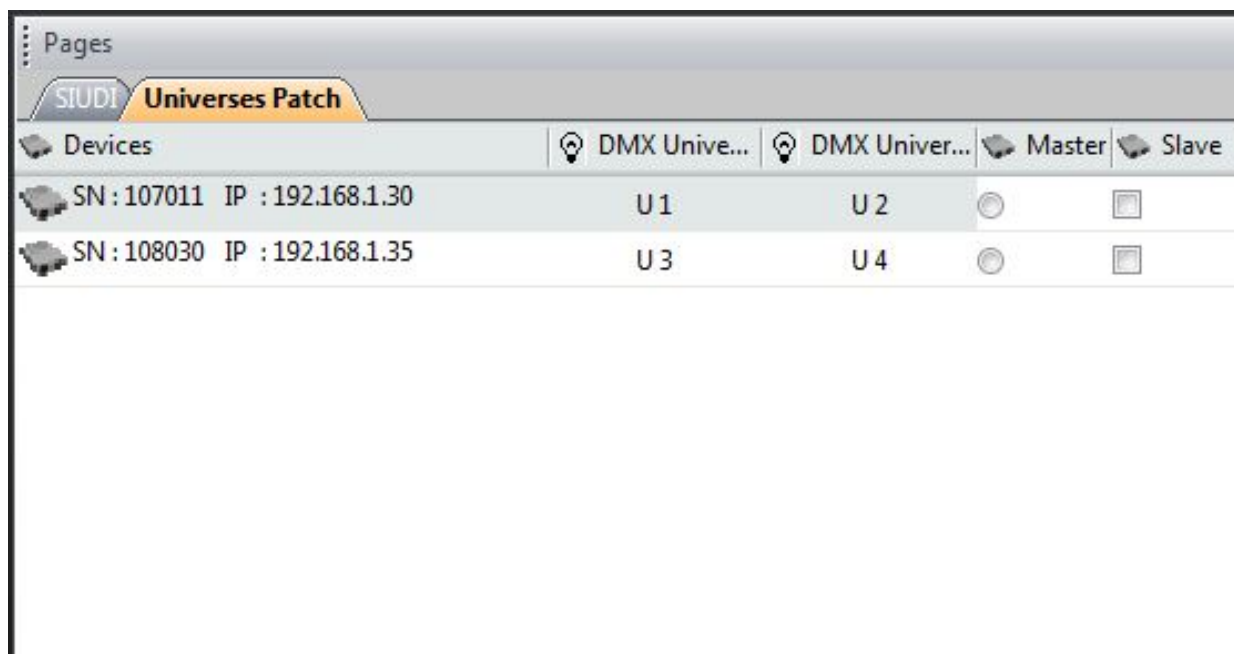 Pages
SIUDI Universes Patch
Devices DMX Unive... DMX Univer... Master Slave
SN : 107011 IP : 192.168.1.30 U 1 U 2
SN : 108030 IP : 192.168.1.35 U 3 U 4